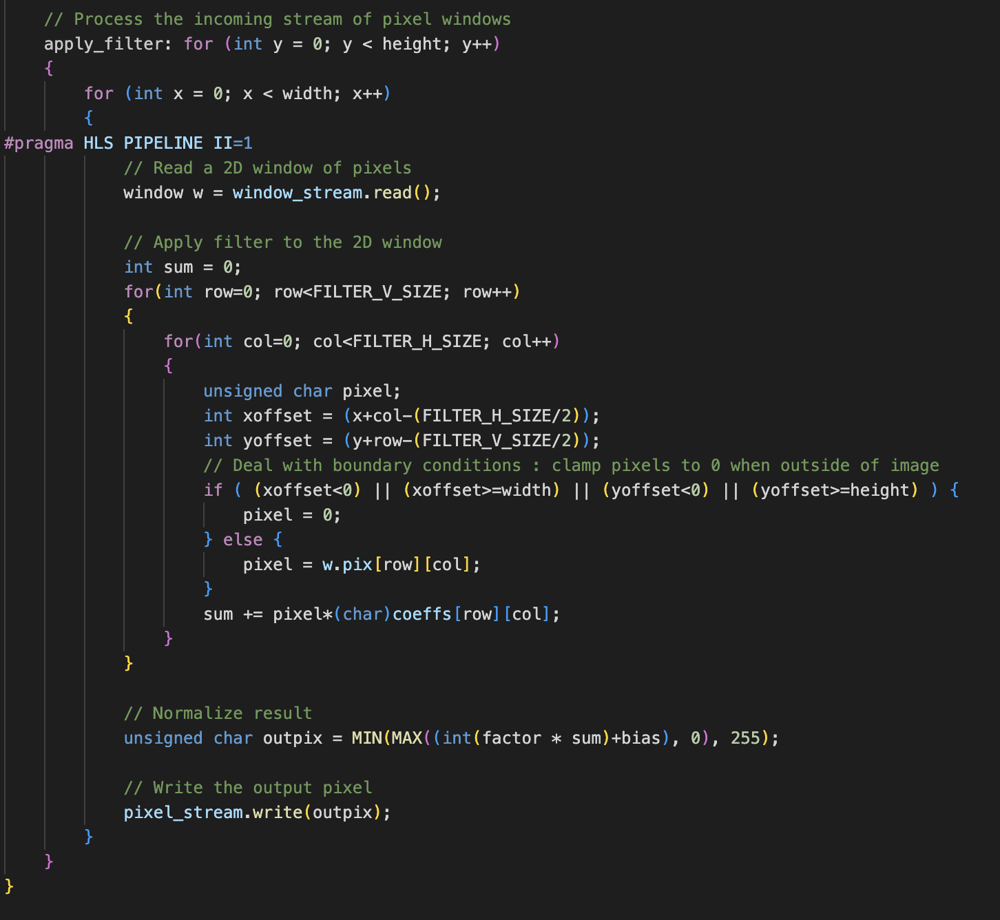 // Process the incoming stream of pixel windows
    apply_filter: for (int y = 0; y < height; y++)
    {
        for (int x = 0; x < width; x++)
        {
#pragma HLS PIPELINE II=1
            // Read a 2D window of pixels
            window w = window_stream.read();

            // Apply filter to the 2D window
            int sum = 0;
            for(int row=0; row<FILTER_V_SIZE; row++)
            {
                for(int col=0; col<FILTER_H_SIZE; col++)
                {
                    unsigned char pixel;
                    int xoffset = (x+col-(FILTER_H_SIZE/2));
                    int yoffset = (y+row-(FILTER_V_SIZE/2));
                    // Deal with boundary conditions : clamp pixels to 0 when outside of image
                    if ( (xoffset<0) || (xoffset>=width) || (yoffset<0) || (yoffset>=height) ) {
                        pixel = 0;
                    } else {
                        pixel = w.pix[row][col];
                    }
                    sum += pixel*(char)coeffs[row][col];
                }
            }

            // Normalize result
            unsigned char outpix = MIN(MAX((int(factor * sum)+bias), 0), 255);

            // Write the output pixel
            pixel_stream.write(outpix);
        }
    }
}